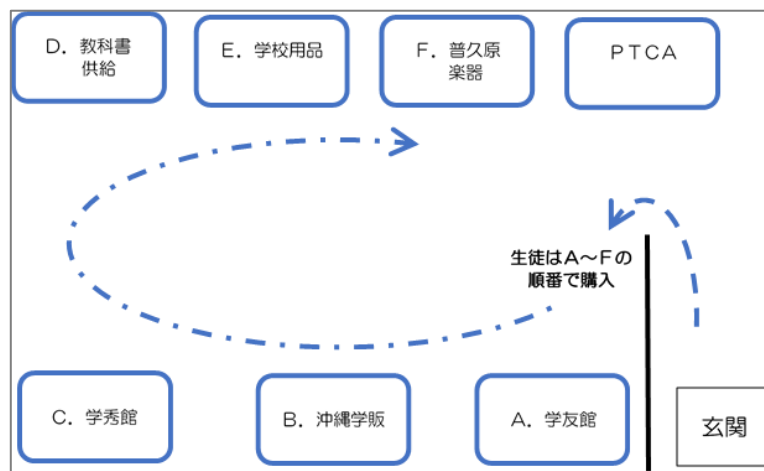 D．教科書
供給
E．学校用品
F．普久原
楽器
ＰＴＣＡ
生徒はＡ～Ｆの
順番で購入
C．学秀館
B．沖縄学販
A．学友館
玄関